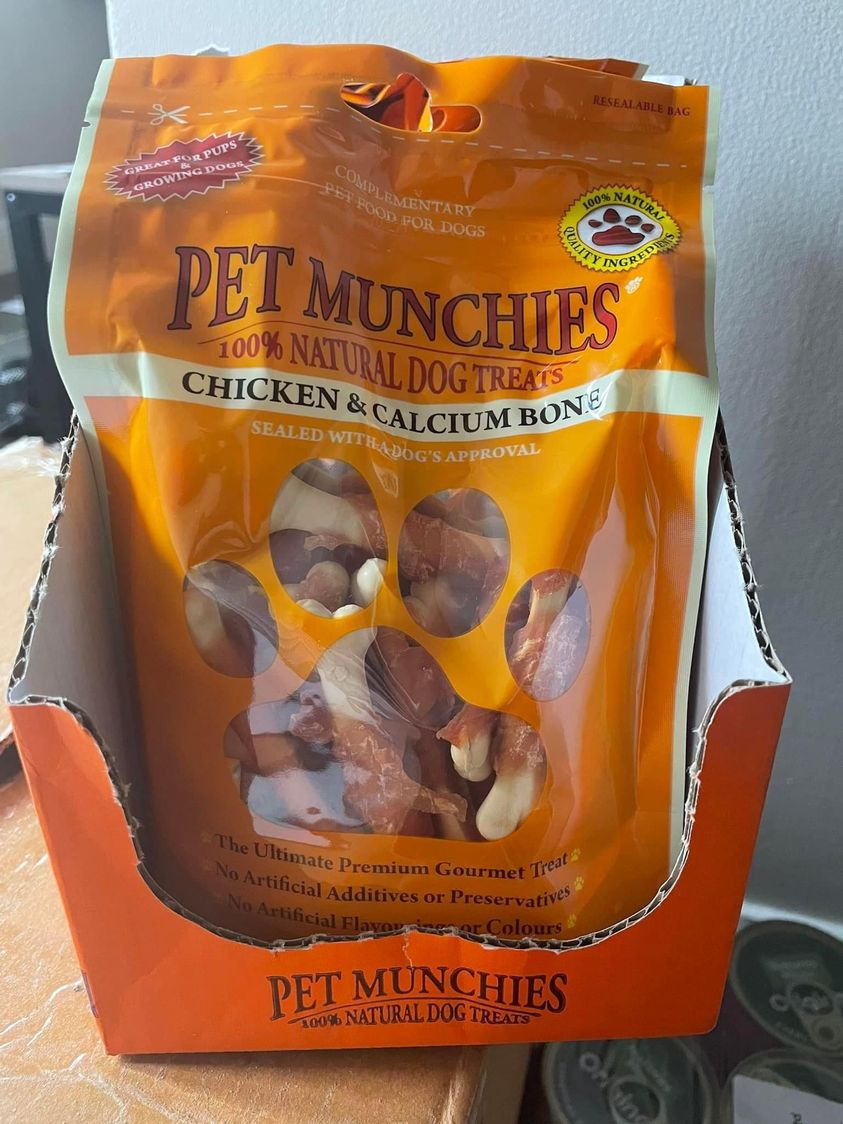 RESEALABLE BAG
GREAT FOR PUPS
&
GROWING DOGS
COMPLEMENTARY
PET FOOD FOR DOGS
100% NATURAL
QUALITY INGREDIENTS
PET MUNCHIES
100% NATURAL DOG TREATS
CHICKEN & CALCIUM BONE
SEALED WITH A DOG'S APPROVAL
The Ultimate Premium Gourmet Treat
No Artificial Additives or Preservatives
No Artificial Flavourings or Colours
PET MUNCHIES
100% NATURAL DOG TREATS